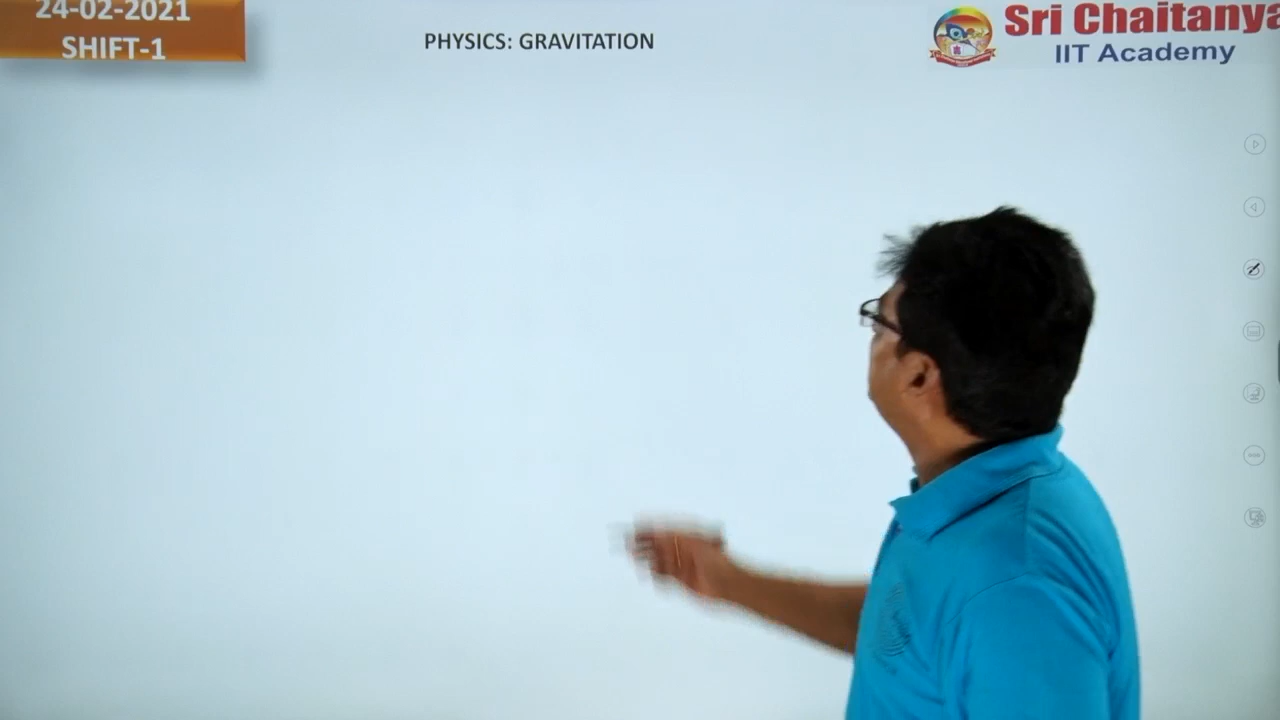 24-02-2021
SHIFT-1
PHYSICS: GRAVITATION
Sri Chaitanya
IIT Academy